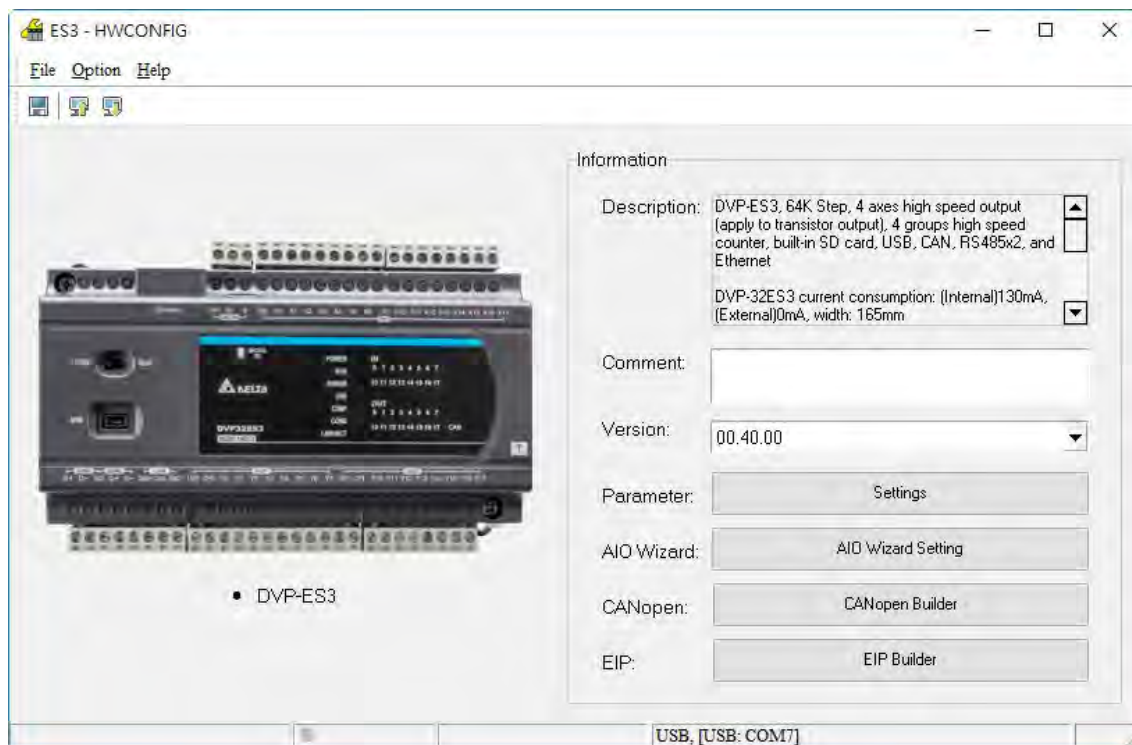 ES3 - HWCONFIG
File Option Help
Information
Description:
DVP-ES3, 64K Step, 4 axes high speed output
(apply to transistor output), 4 groups high speed
counter, built-in SD card, USB, CAN, RS485x2, and
Ethernet
DVP-32ES3 current consumption: (Internal)130mA,
(External)0mA, width: 165mm
Comment:
Version: 00.40.00
Parameter: Settings
AIO Wizard: AIO Wizard Setting
CANopen: CANopen Builder
EIP: EIP Builder
DELTA
DVP32ES3
• DVP-ES3
USB, [USB: COM7]